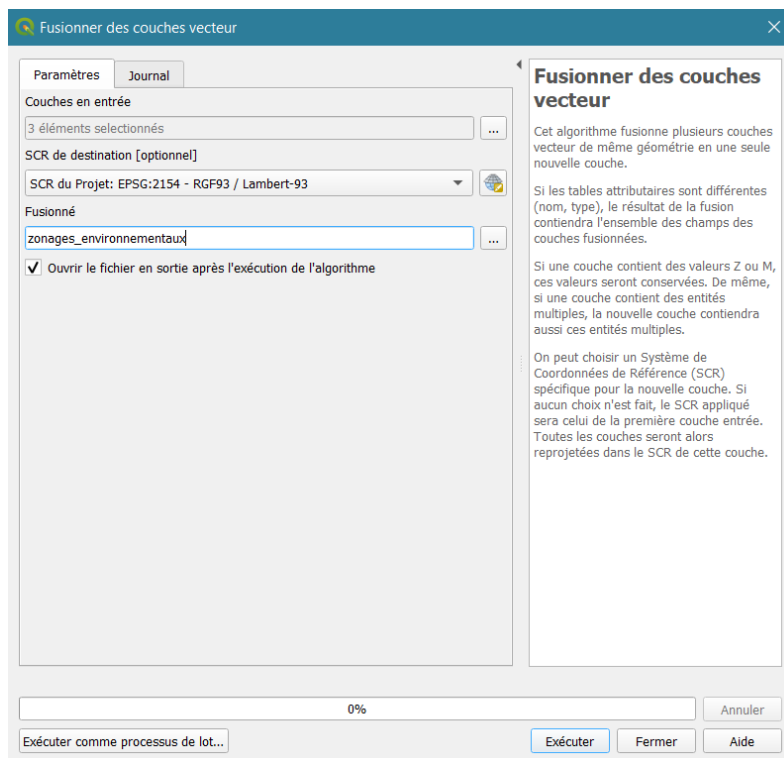 Fusionner des couches vecteur
Paramètres
Journal
Couches en entrée
3 éléments selectionnés
...
SCR de destination [optionnel]
SCR du Projet: EPSG:2154 - RGF93 / Lambert-93
Fusionné
zonages_environnementaux
...
Ouvrir le fichier en sortie après l'exécution de l'algorithme
Fusionner des couches
vecteur
Cet algorithme fusionne plusieurs couches
vecteur de même géométrie en une seule
nouvelle couche.
Si les tables attributaires sont différentes
(nom, type), le résultat de la fusion
contiendra l'ensemble des champs des
couches fusionnées.
Si une couche contient des valeurs Z ou M,
ces valeurs seront conservées. De même,
si une couche contient des entités
multiples, la nouvelle couche contiendra
aussi ces entités multiples.
On peut choisir un Système de
Coordonnées de Référence (SCR)
spécifique pour la nouvelle couche. Si
aucun choix n'est fait, le SCR appliqué
sera celui de la première couche entrée.
Toutes les couches seront alors
reprojetées dans le SCR de cette couche.
0%
Annuler
Exécuter comme processus de lot...
Exécuter
Fermer
Aide